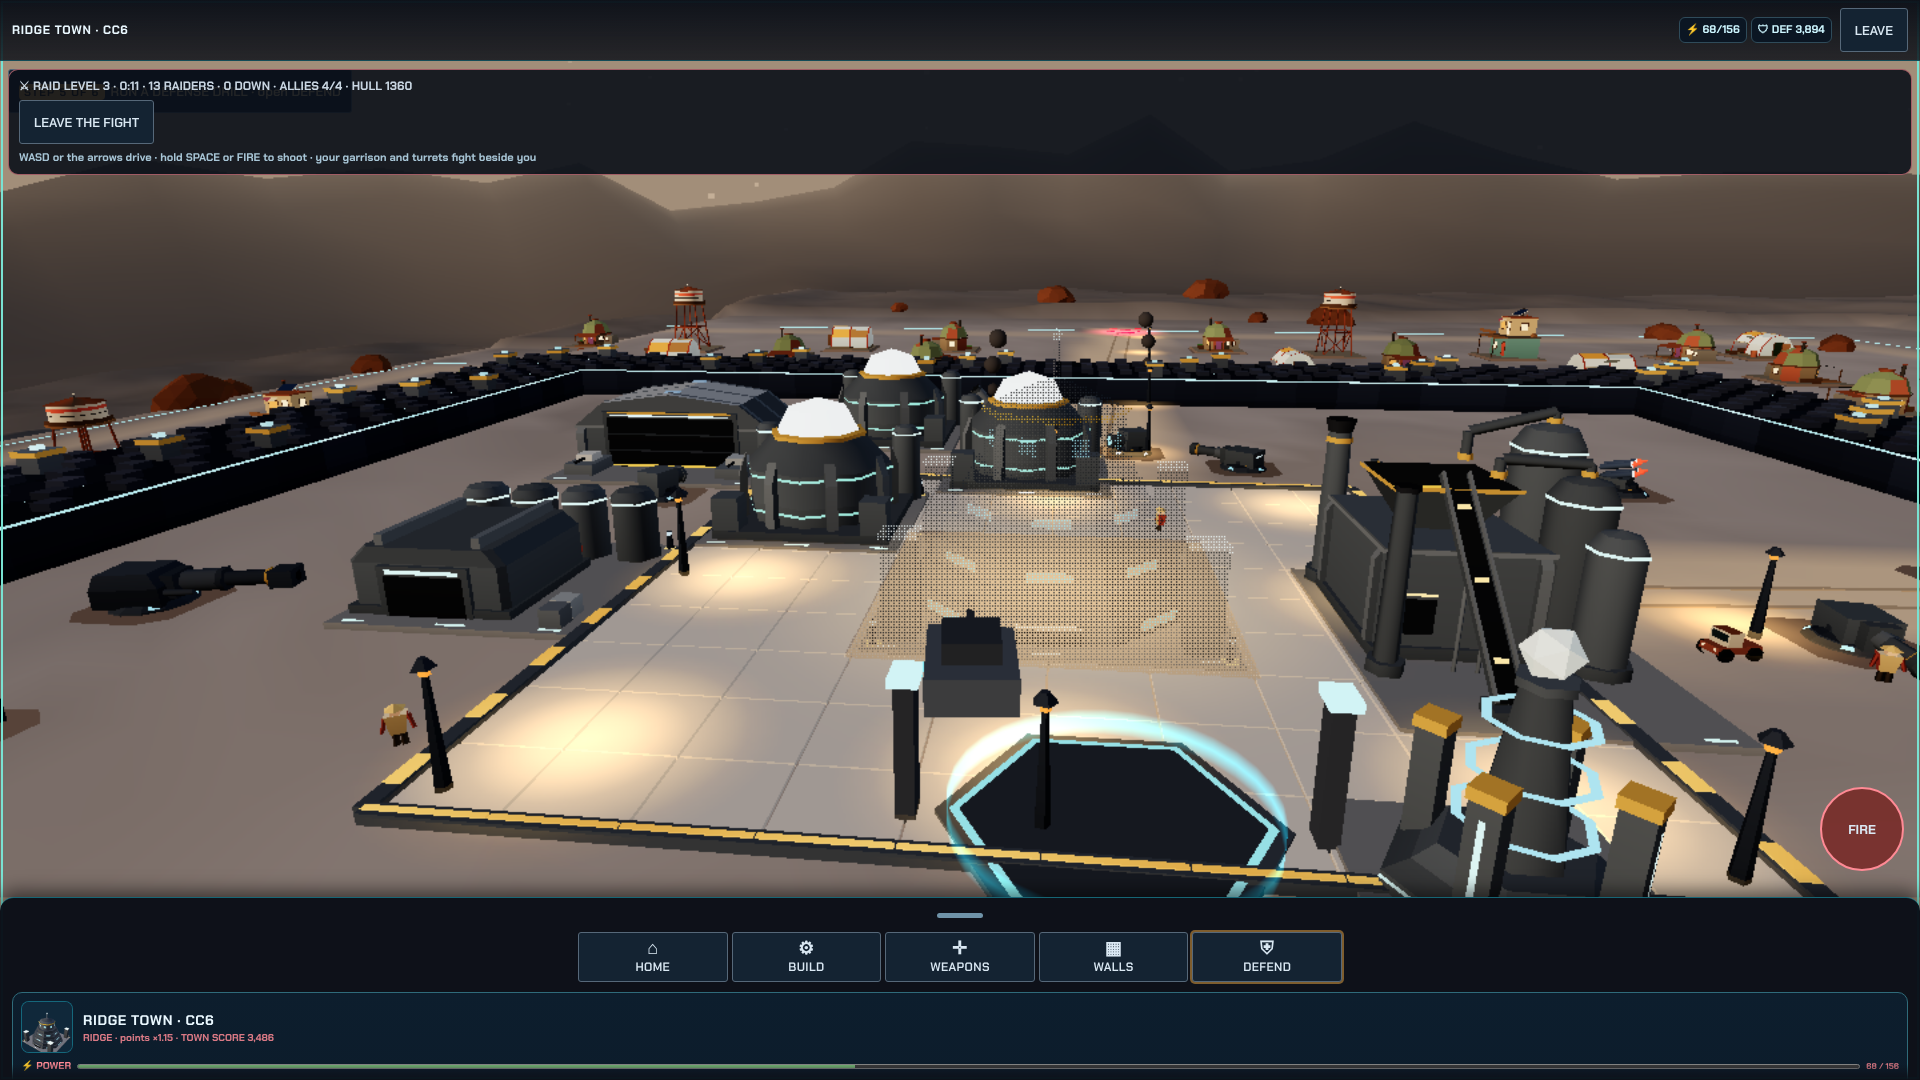 RIDGE TOWN · CC6
⚡ 68/156
DEF 3,894
LEAVE
⚔ RAID LEVEL 3 · 0:11 · 13 RAIDERS · 0 DOWN · ALLIES 4/4 · HULL 1360
LEAVE THE FIGHT
WASD or the arrows drive · hold SPACE or FIRE to shoot · your garrison and turrets fight beside you
FIRE
HOME
BUILD
WEAPONS
WALLS
DEFEND
RIDGE TOWN · CC6
RIDGE · points ×1.15 · TOWN SCORE 3,486
⚡ POWER
68 / 156